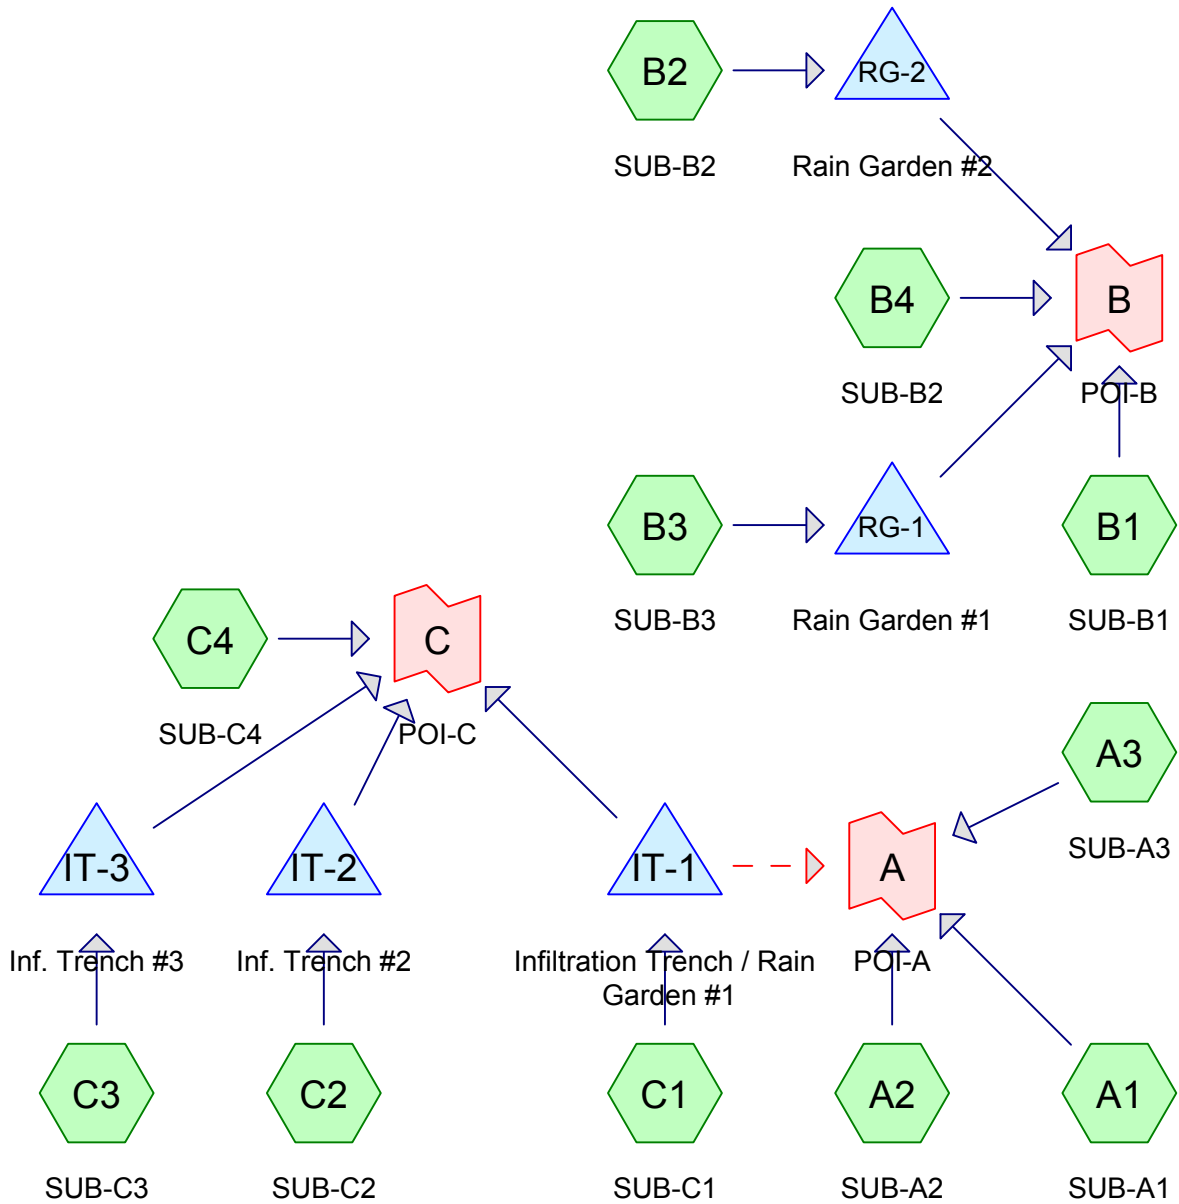 B2
RG-2
SUB-B2
Rain Garden #2
B4
B
SUB-B2
POI-B
B3
RG-1
B1
SUB-B3
Rain Garden #1
SUB-B1
C4
C
SUB-C4
POI-C
A3
SUB-A3
IT-3
IT-2
IT-1
A
Inf. Trench #3
Inf. Trench #2
Infiltration Trench / Rain
Garden #1
POI-A
C3
C2
C1
A2
A1
SUB-C3
SUB-C2
SUB-C1
SUB-A2
SUB-A1